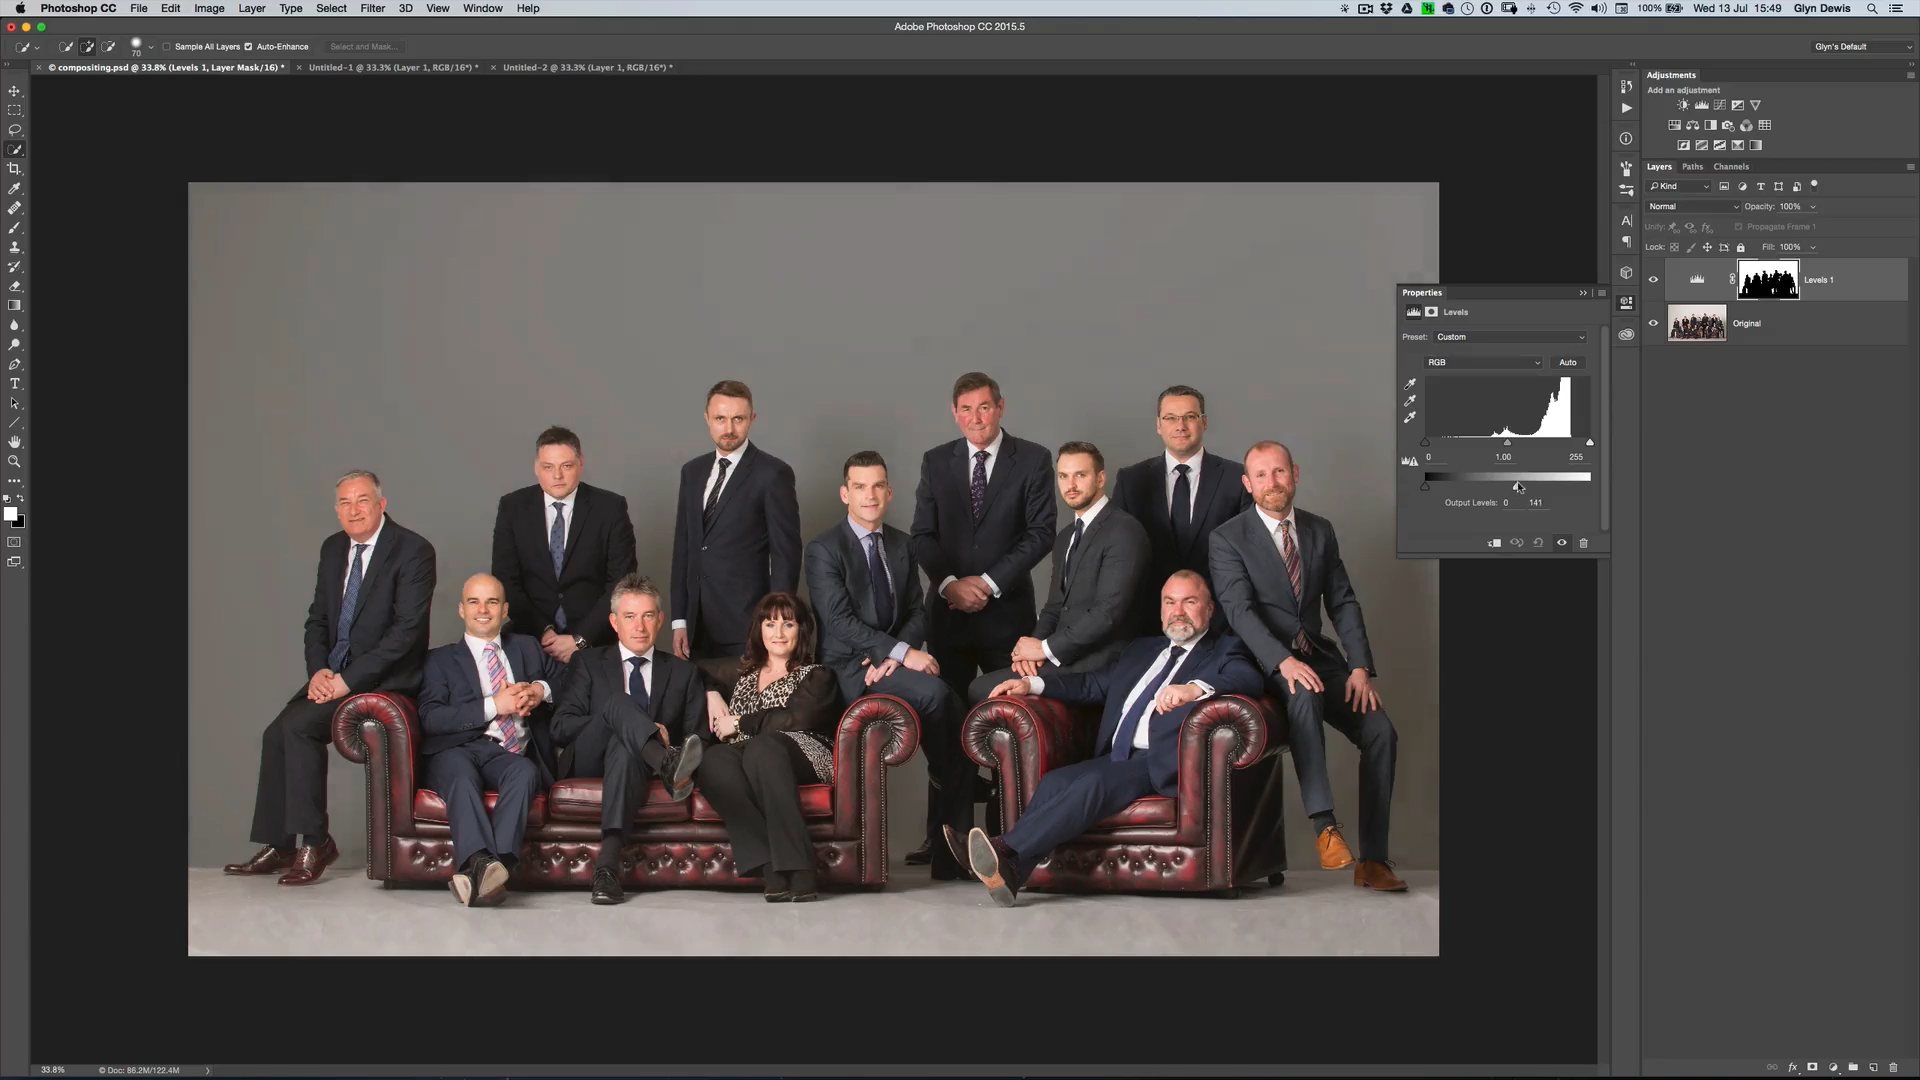 Photoshop CC File Edit Image Layer Type Select Filter 3D View Window Help 100% Wed 13 Jul 15:49 Glyn Dewis
Adobe Photoshop CC 2015.5
70 Sample All Layers Auto-Enhance Select and Mask... Glyn's Default
© compositing.psd @ 33.8% (Levels 1, Layer Mask/16) * Untitled-1 @ 33.3% (Layer 1, RGB/16*) * Untitled-2 @ 33.3% (Layer 1, RGB/16*) *
Adjustments
Add an adjustment
Layers Paths Channels
Kind
Normal Opacity: 100%
Unify: Propagate Frame 1
Lock: Fill: 100%
Levels 1
Original
Properties
Levels
Preset: Custom
RGB Auto
0 1.00 255
Output Levels: 0 141
33.8% © Doc: 86.2M/122.4M